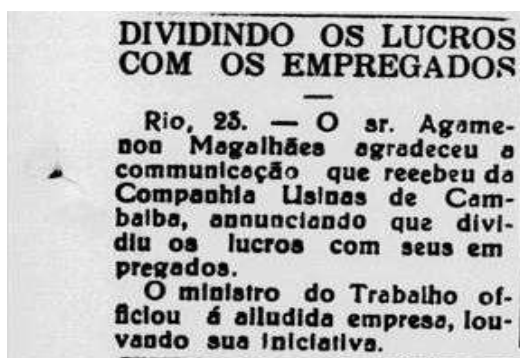 DIVIDINDO OS LUCROS
COM OS EMPREGADOS
Rio, 23. — O sr. Agame-
non Magalhães agradeceu a
communicação que recebeu da
Companhia Usinas de Cam-
baiba, annunciando que divi-
diu os lucros com seus em
pregados.
O ministro do Trabalho of-
ficiou á alludida empresa, lou-
vando sua iniciativa.